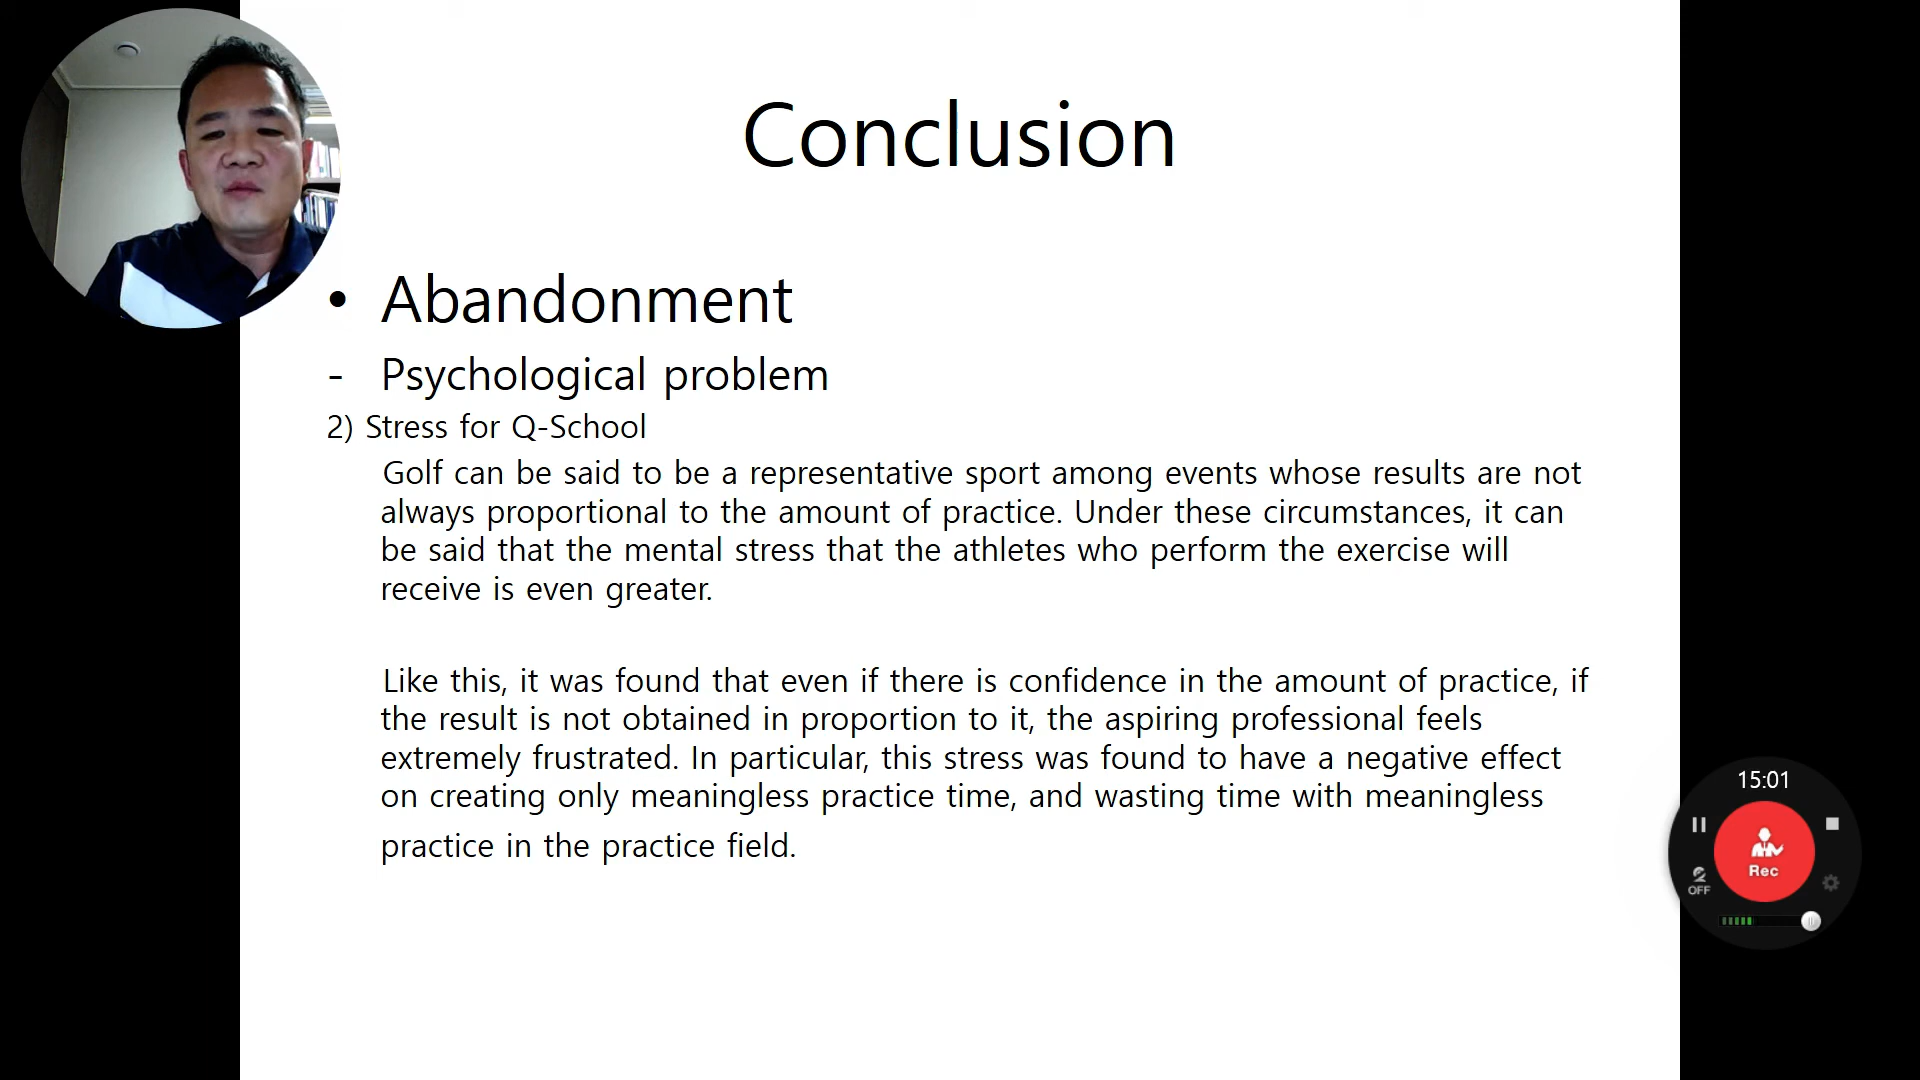 Conclusion
• Abandonment
- Psychological problem
2) Stress for Q-School
Golf can be said to be a representative sport among events whose results are not
always proportional to the amount of practice. Under these circumstances, it can
be said that the mental stress that the athletes who perform the exercise will
receive is even greater.
Like this, it was found that even if there is confidence in the amount of practice, if
the result is not obtained in proportion to it, the aspiring professional feels
extremely frustrated. In particular, this stress was found to have a negative effect
on creating only meaningless practice time, and wasting time with meaningless
practice in the practice field.
15:01
Rec
OFF